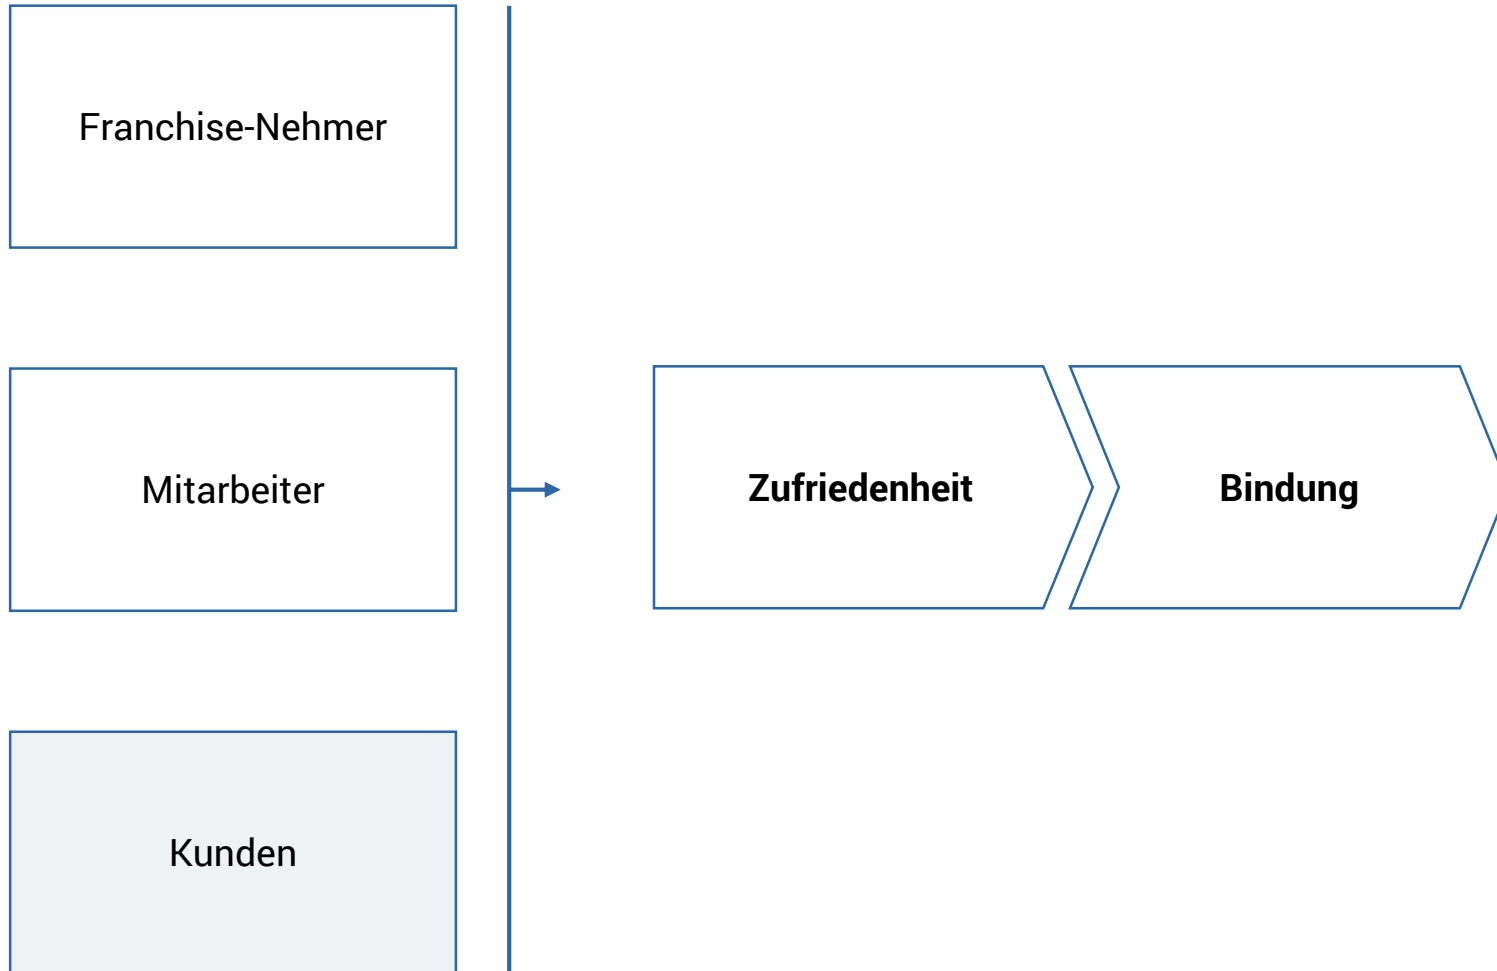 Franchise-Nehmer
Mitarbeiter
Zufriedenheit
Bindung
Kunden